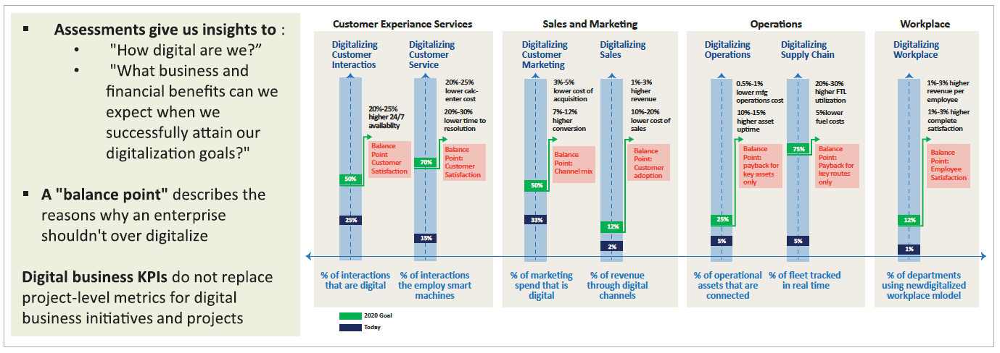 ▪ Assessments give us insights to :
• "How digital are we?”
• "What business and
financial benefits can we
expect when we
successfully attain our
digitalization goals?"
▪ A "balance point" describes the
reasons why an enterprise
shouldn't over digitalize
Digital business KPIs do not replace
project-level metrics for digital
business initiatives and projects
Customer Experiance Services
Digitalizing
Customer
Interactios
20%-25%
higher 24/7
availablity
Balance
Point
Customer
Satisfaction
50%
25%
% of interactions
that are digital
Digitalizing
Customer
Service
20%-25%
lower calc-
enter cost
20%-30%
lower time to
resolution
Balance
Point:
Customer
Satisfaction
70%
15%
% of interactions
the employ smart
machines
Sales and Marketing
Digitalizing
Customer
Marketing
3%-5%
lower cost of
acquisition
7%-12%
higher
conversion
Balance
Point:
Channel mix
50%
33%
% of marketing
spend that is
digital
Digitalizing
Sales
1%-3%
higher
revenue
10%-20%
lower cost of
sales
Balance
Point:
Customer
adoption
12%
2%
% of revenue
through digital
channels
Operations
Digitalizing
Operations
0.5%-1%
lower mfg
operations cost
10%-15%
higher asset
uptime
Balance
Point:
payback for
key assets
only
25%
5%
% of operational
assets that are
connected
Digitalizing
Supply Chain
20%-30%
higher FTL
utilization
5%lower
fuel costs
Balance
Point:
Payback for
key routes
only
75%
5%
% of fleet tracked
in real time
Workplace
Digitalizing
Workplace
1%-3% higher
revenue per
employee
1%-3% higher
complete
satisfaction
Balance
Point:
Employee
Satisfaction
12%
1%
% of departments
using newdigitalized
workplace mlodel
2020 Goal
Today